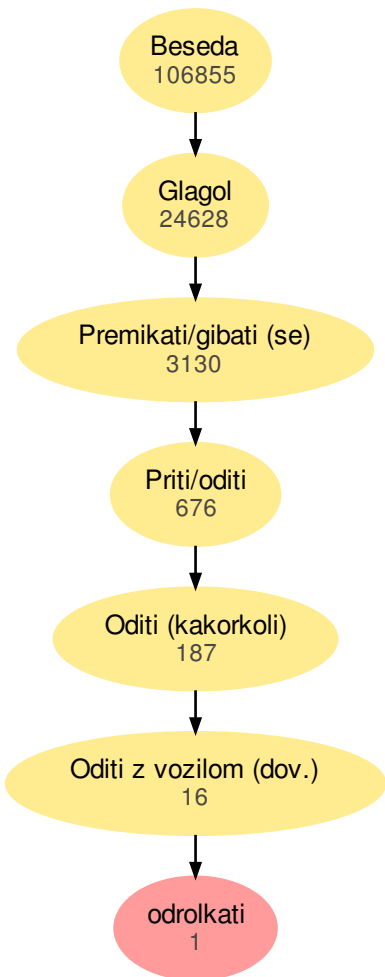 Beseda
106855
Glagol
24628
Premikati/gibati (se)
3130
Priti/oditi
676
Oditi (kakorkoli)
187
Oditi z vozilom (dov.)
16
odrolkati
1